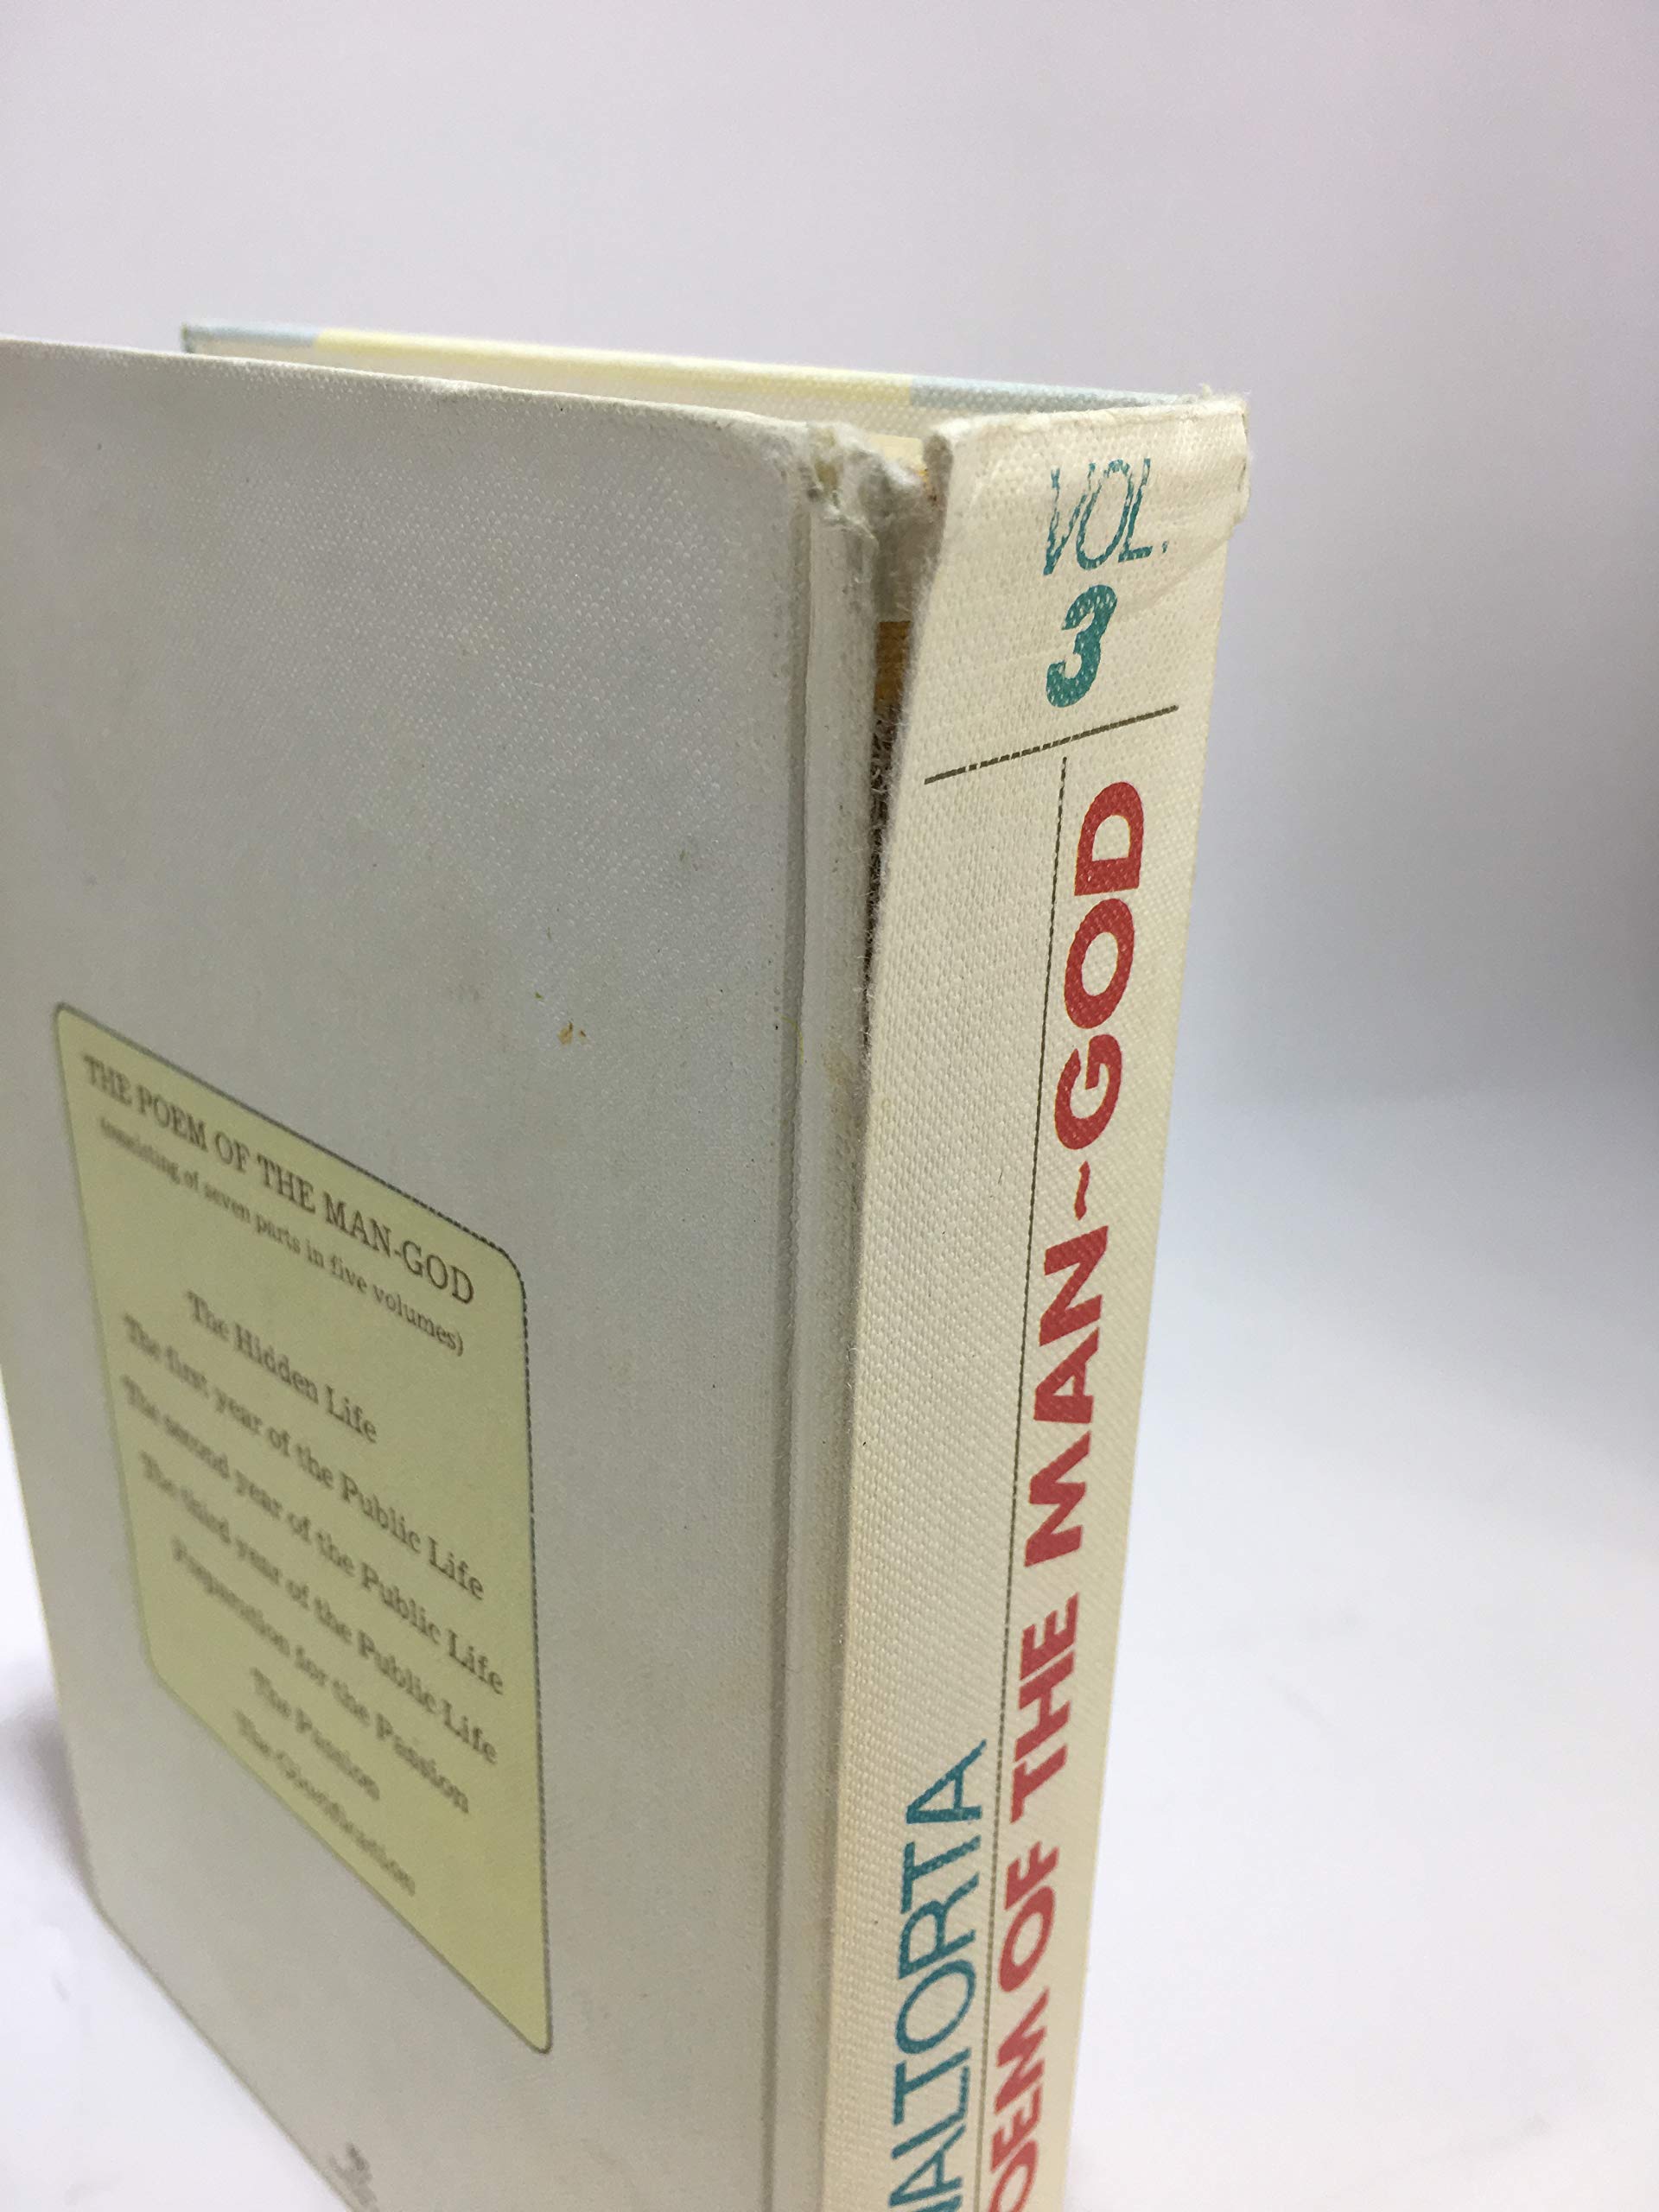 THE POEM OF THE MAN-GOD
(consisting of seven parts in five volumes)
The Hidden Life
The first year of the Public Life
The second year of the Public Life
The third year of the Public Life
Preparation for the Passion
The Passion
The Glorification
VOL.
3
VALTORTA
POEM OF THE MAN-GOD